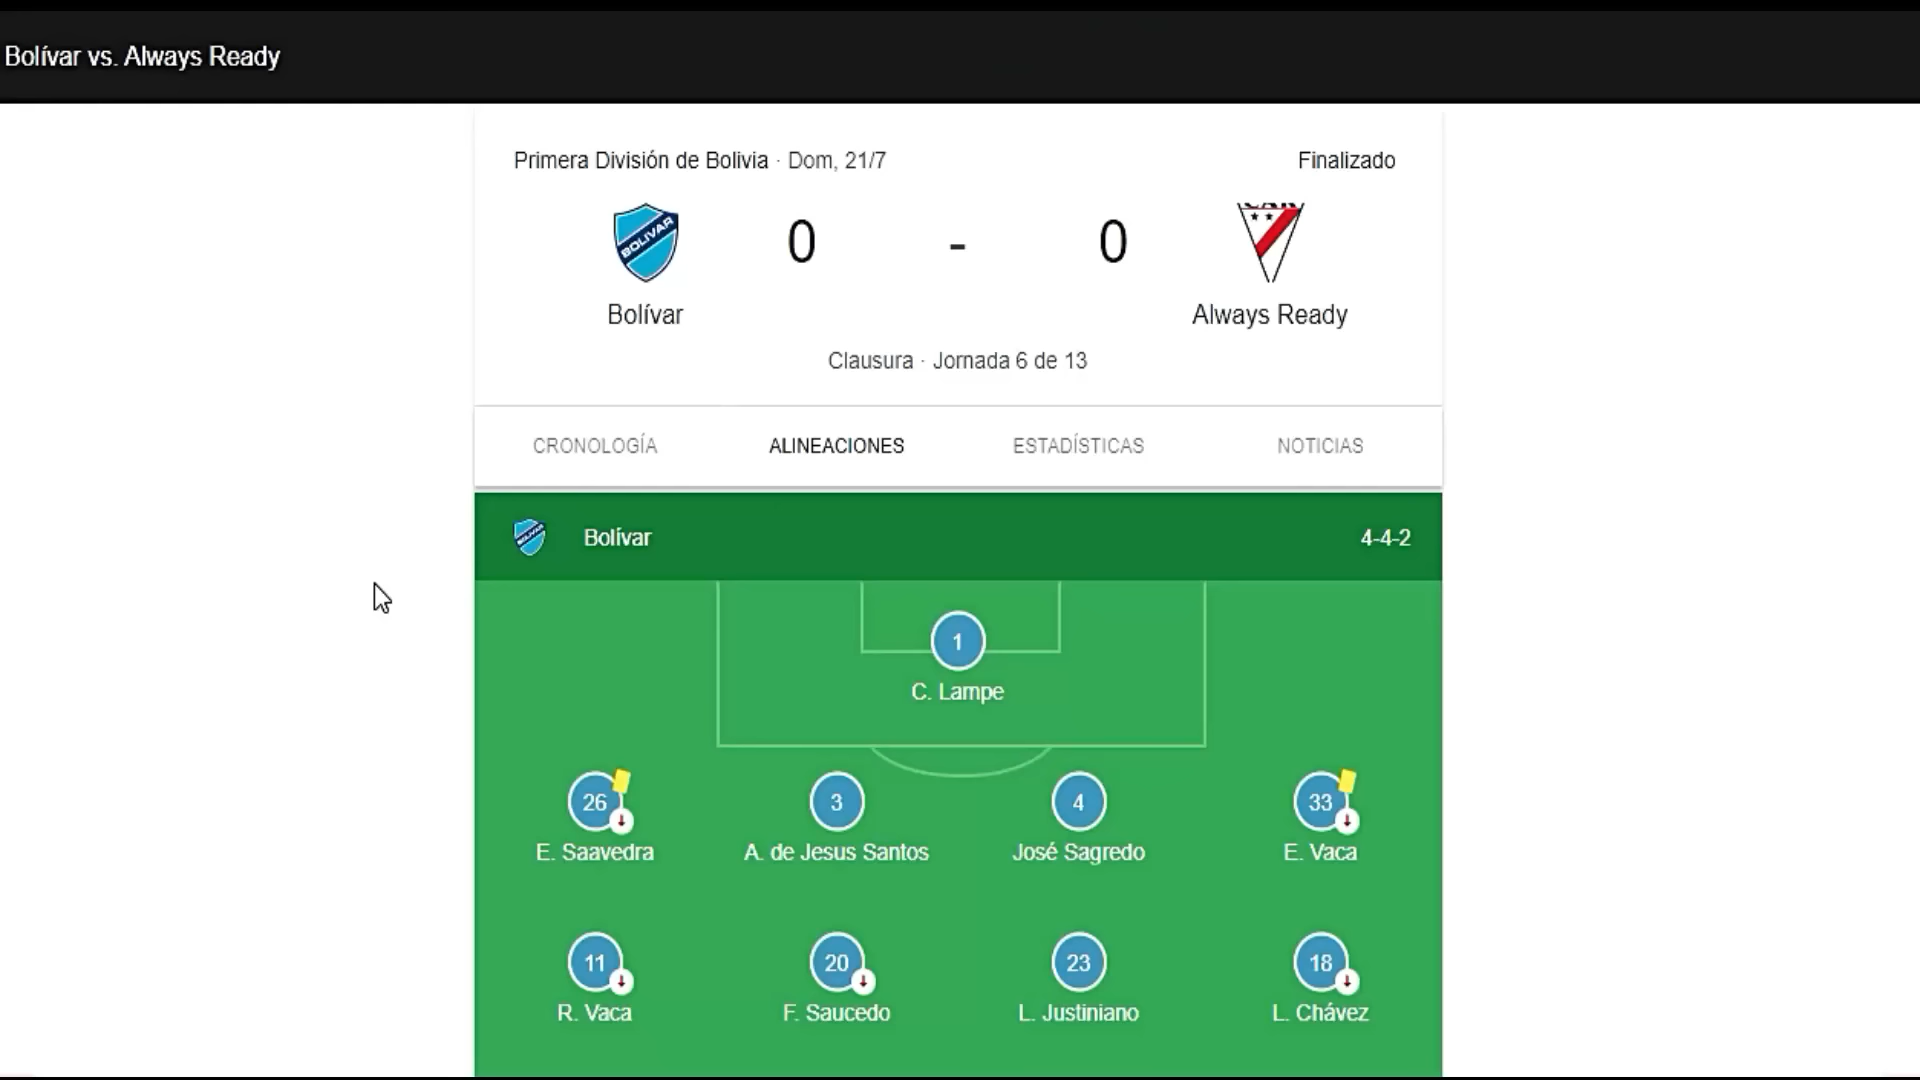 Bolívar vs. Always Ready
Primera División de Bolivia · Dom, 21/7
Finalizado
BOLIVAR
0 - 0
Bolívar
Always Ready
Clausura · Jornada 6 de 13
CRONOLOGÍA
ALINEACIONES
ESTADÍSTICAS
NOTICIAS
Bolívar
4-4-2
1
C. Lampe
26
3
4
33
E. Saavedra
A. de Jesus Santos
José Sagredo
E. Vaca
11
20
23
18
R. Vaca
F. Saucedo
L. Justiniano
L. Chávez